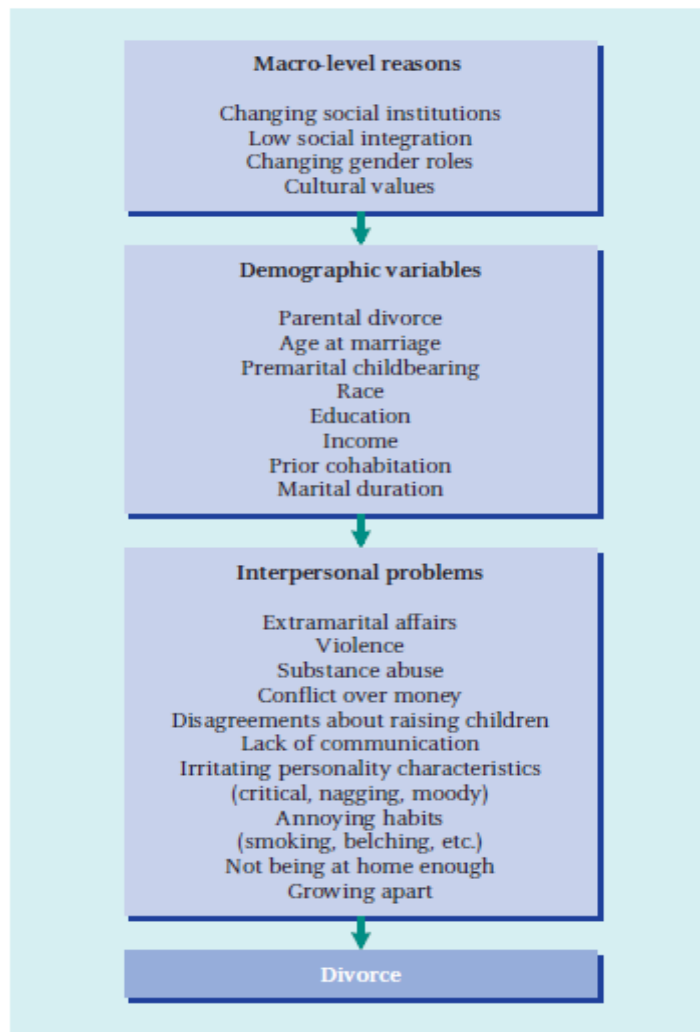 Macro-level reasons
Changing social institutions
Low social integration
Changing gender roles
Cultural values
Demographic variables
Parental divorce
Age at marriage
Premarital childbearing
Race
Education
Income
Prior cohabitation
Marital duration
Interpersonal problems
Extramarital affairs
Violence
Substance abuse
Conflict over money
Disagreements about raising children
Lack of communication
Irritating personality characteristics
(critical, nagging, moody)
Annoying habits
(smoking, belching, etc.)
Not being at home enough
Growing apart
Divorce